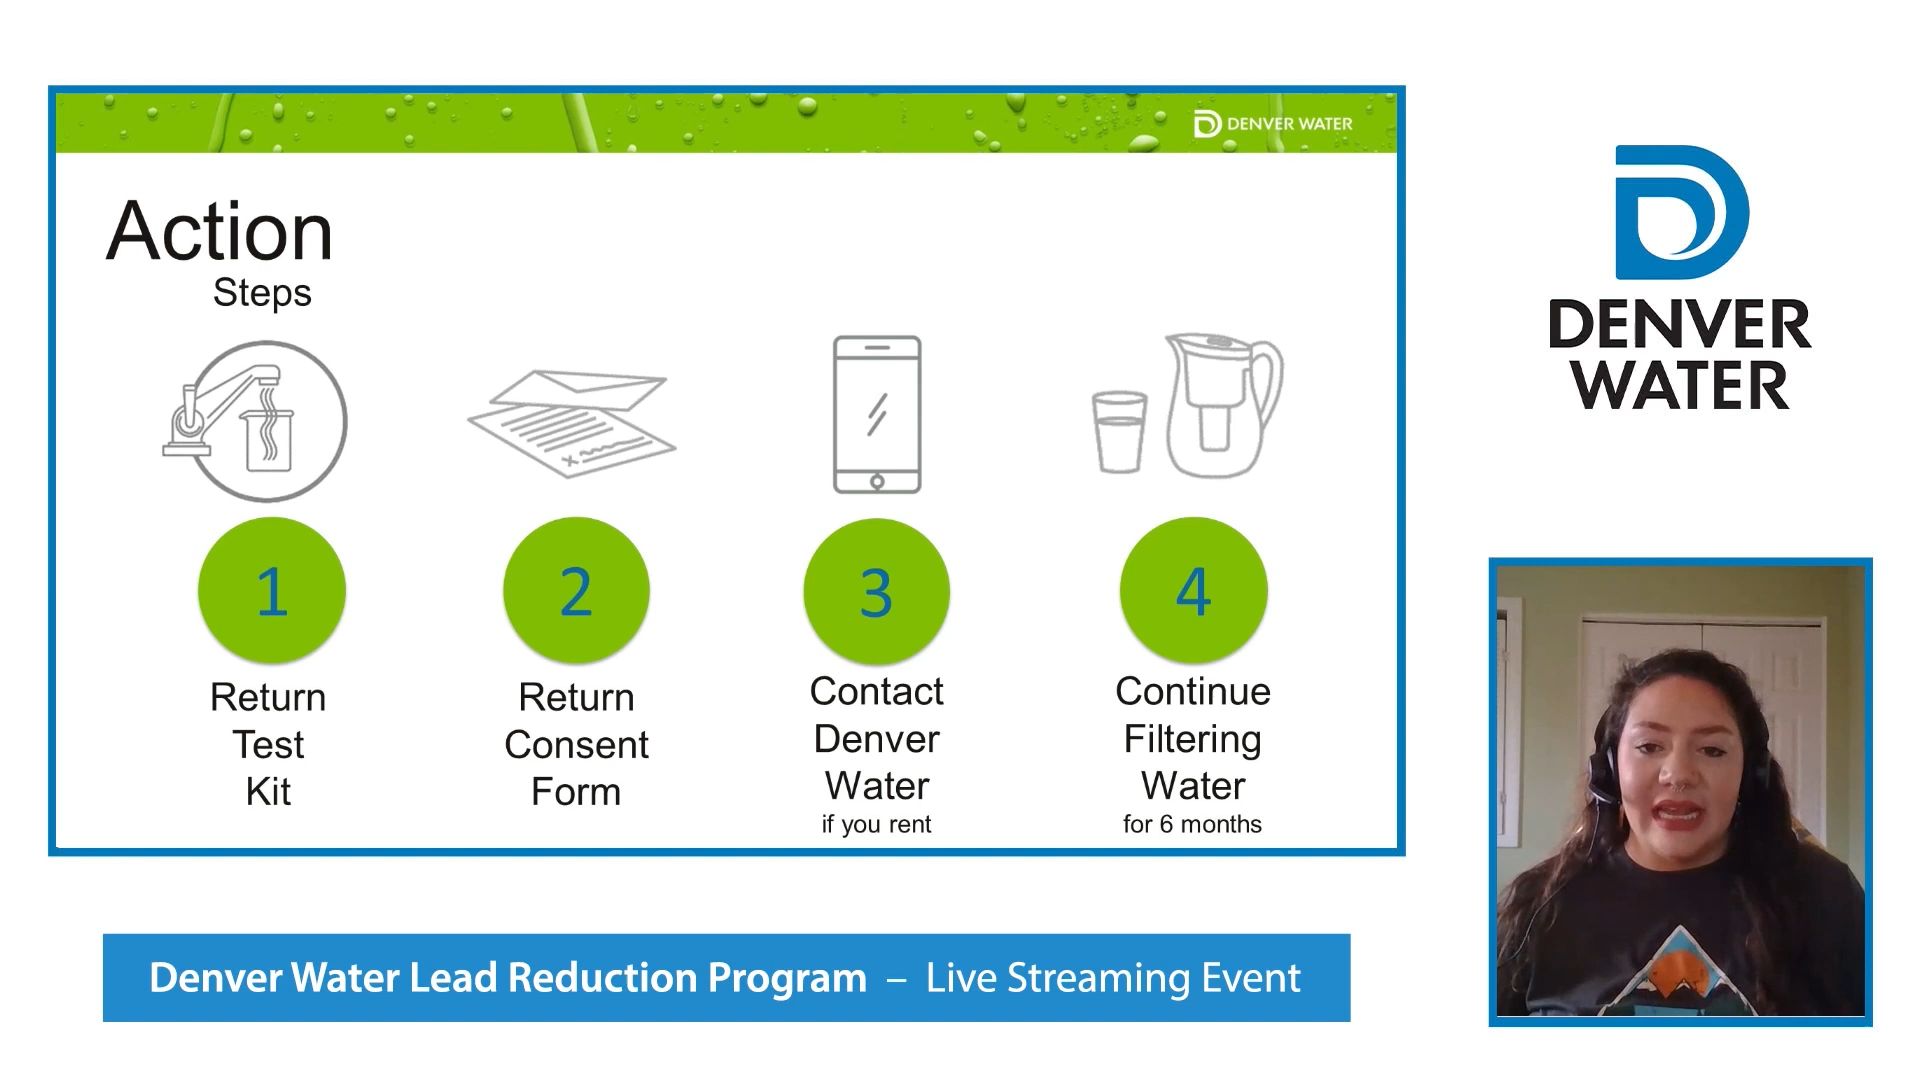 DENVER WATER
Action
Steps
1
Return
Test
Kit
2
Return
Consent
Form
3
Contact
Denver
Water
if you rent
4
Continue
Filtering
Water
for 6 months
DENVER
WATER
Denver Water Lead Reduction Program – Live Streaming Event